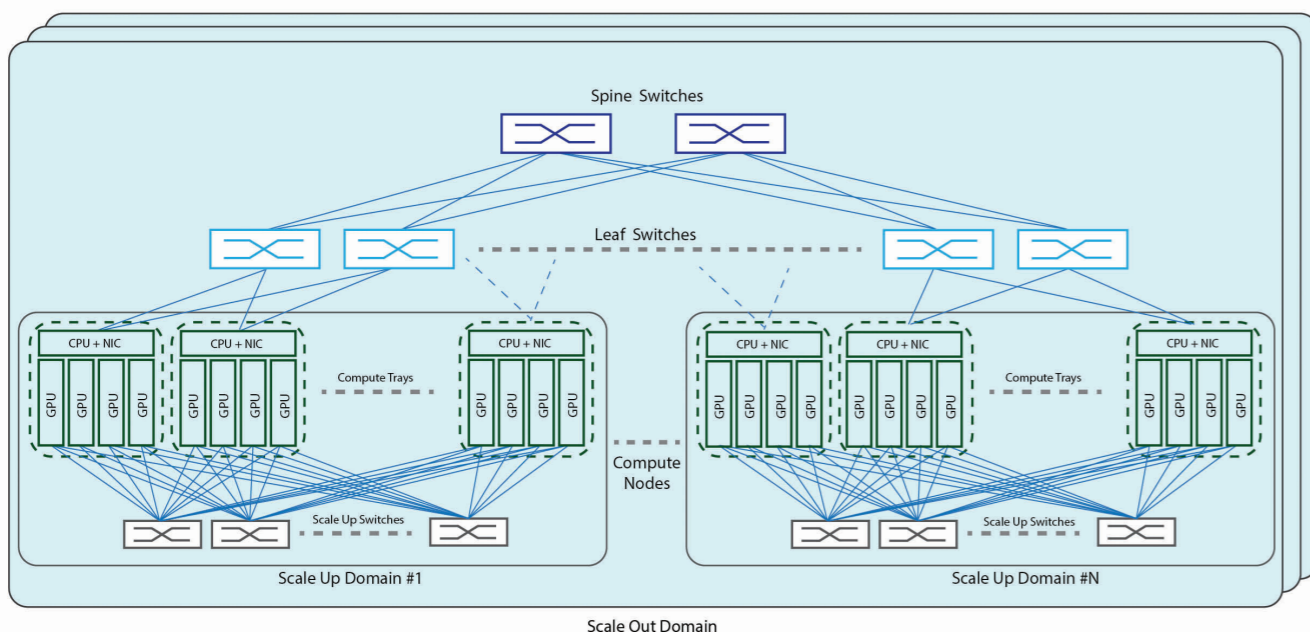 Spine Switches
Leaf Switches
CPU + NIC
CPU + NIC
CPU + NIC
CPU + NIC
CPU + NIC
CPU + NIC
GPU
GPU
GPU
GPU
GPU
GPU
GPU
GPU
Compute Trays
GPU
GPU
GPU
GPU
GPU
GPU
GPU
GPU
GPU
GPU
GPU
GPU
Compute Trays
GPU
GPU
GPU
GPU
Compute
Nodes
Scale Up Switches
Scale Up Switches
Scale Up Domain #1
Scale Up Domain #N
Scale Out Domain